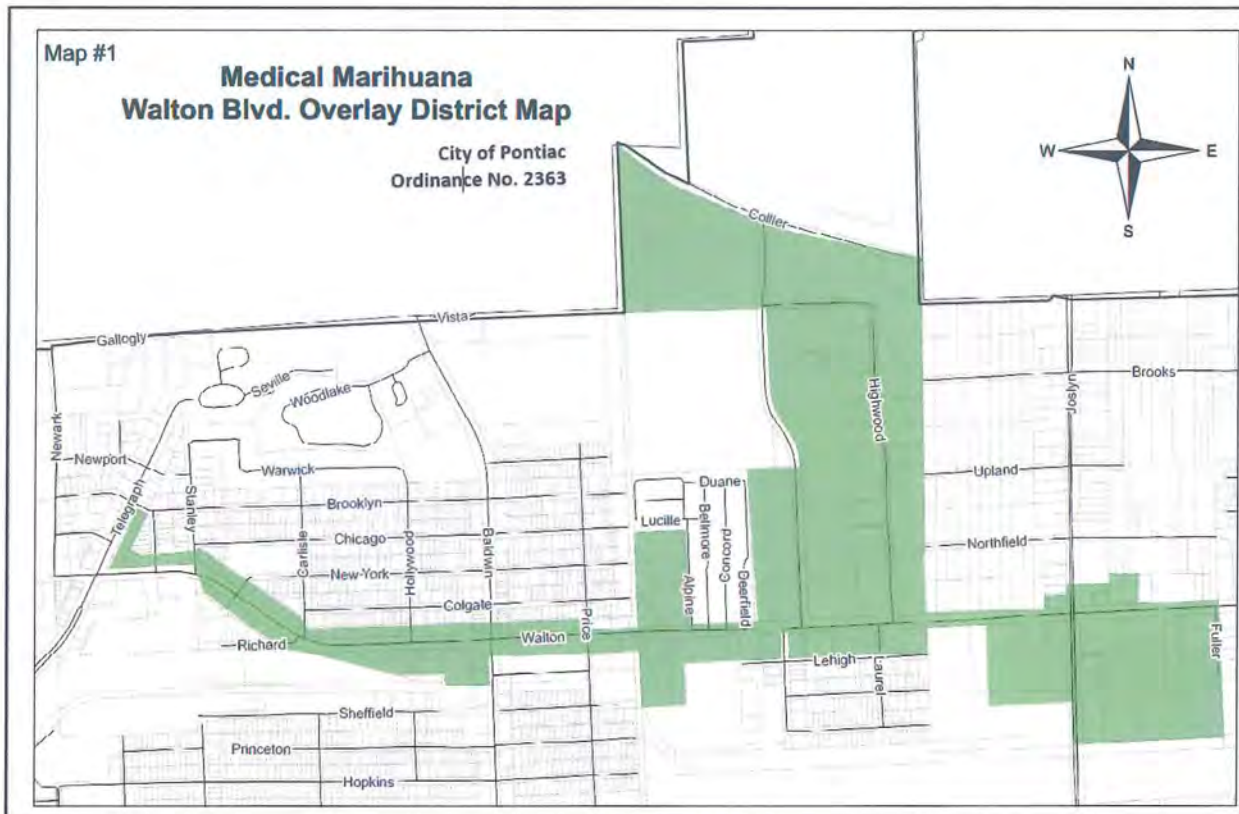 Map #1
Medical Marihuana
Walton Blvd. Overlay District Map
City of Pontiac
Ordinance No. 2363
N
W
E
S
Collier
Vista
Gallogly
Seville
Woodlake
Newark
Highwood
Joslyn
Brooks
Newport
Telegraph
Stanley
Warwick
Upland
Duane
Brooklyn
Lucille
Bellmore
Concord
Deerfield
Chicago
Carlisle
Hollywood
Baldwin
Northfield
New-York
Alpine
Colgate
Price
Richard
Walton
Lehigh
Laurel
Fuller
Sheffield
Princeton
Hopkins